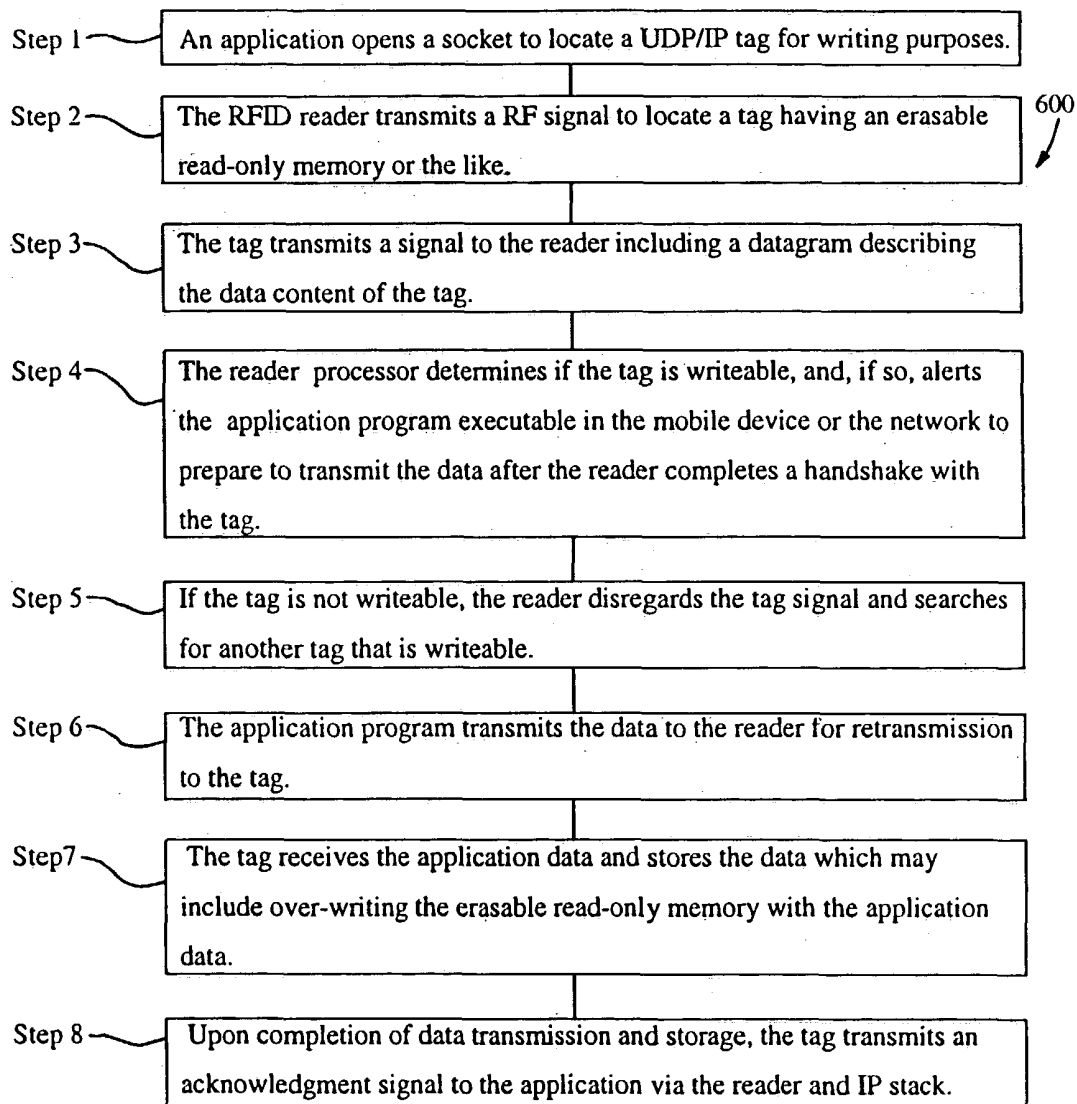 Step 1
An application opens a socket to locate a UDP/IP tag for writing purposes.
Step 2
The RFID reader transmits a RF signal to locate a tag having an erasable
read-only memory or the like.
600
Step 3
The tag transmits a signal to the reader including a datagram describing
the data content of the tag.
Step 4
The reader processor determines if the tag is writeable, and, if so, alerts
the application program executable in the mobile device or the network to
prepare to transmit the data after the reader completes a handshake with
the tag.
Step 5
If the tag is not writeable, the reader disregards the tag signal and searches
for another tag that is writeable.
Step 6
The application program transmits the data to the reader for retransmission
to the tag.
Step7
The tag receives the application data and stores the data which may
include over-writing the erasable read-only memory with the application
data.
Step 8
Upon completion of data transmission and storage, the tag transmits an
acknowledgment signal to the application via the reader and IP stack.